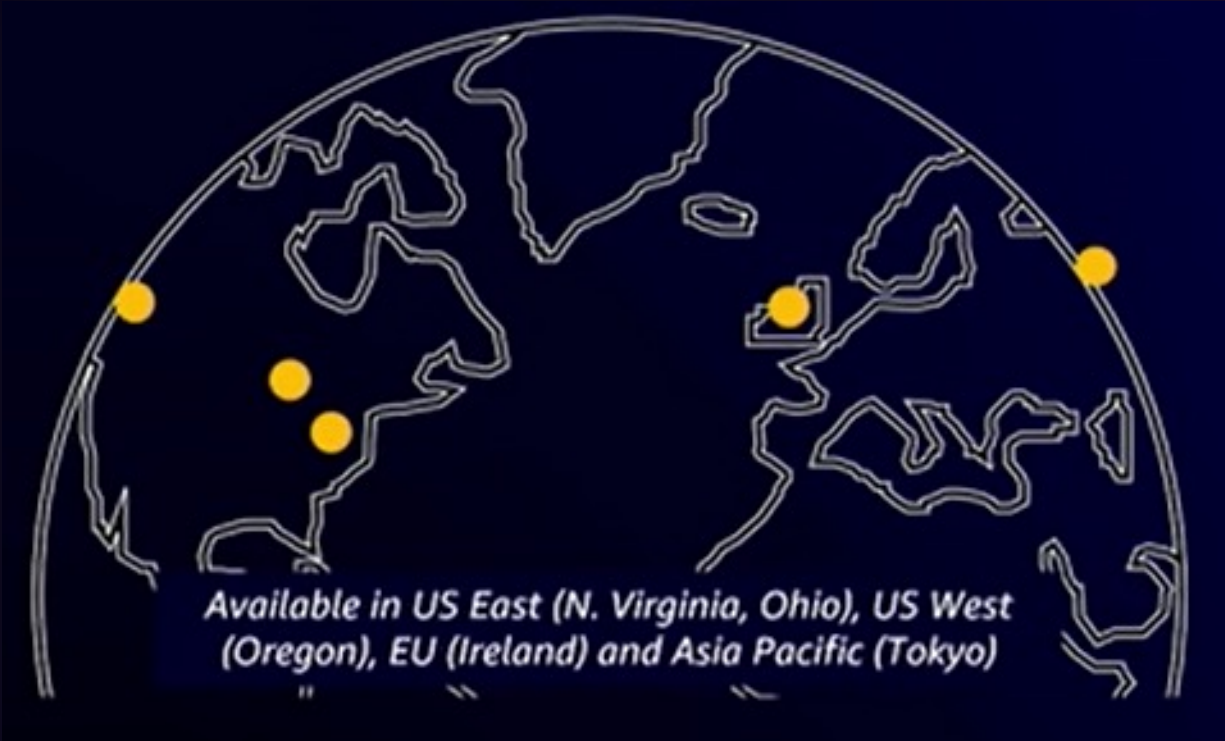 Available in US East (N. Virginia, Ohio), US West
(Oregon), EU (Ireland) and Asia Pacific (Tokyo)